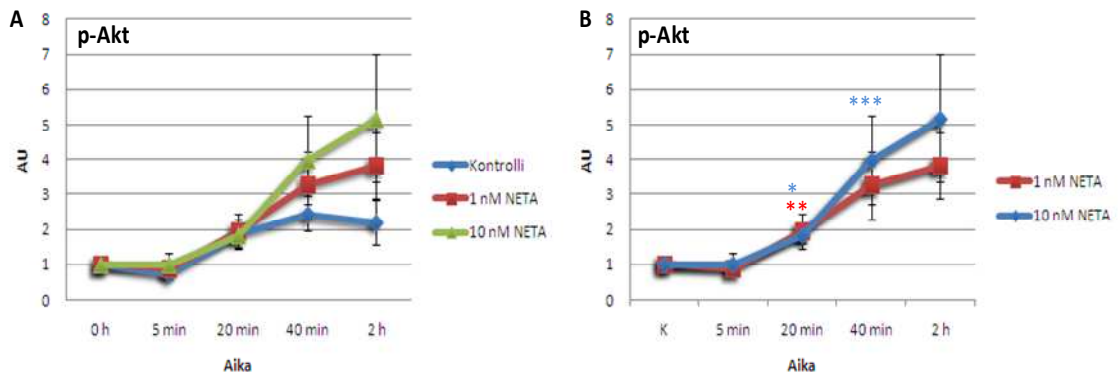 A
p-Akt
AU
8
7
6
5
4
3
2
1
0
0 h 5 min 20 min 40 min 2 h
Aika
Kontrolli
1 nM NETA
10 nM NETA
B
p-Akt
AU
8
7
6
5
4
3
2
1
0
***
*
**
K 5 min 20 min 40 min 2 h
Aika
1 nM NETA
10 nM NETA